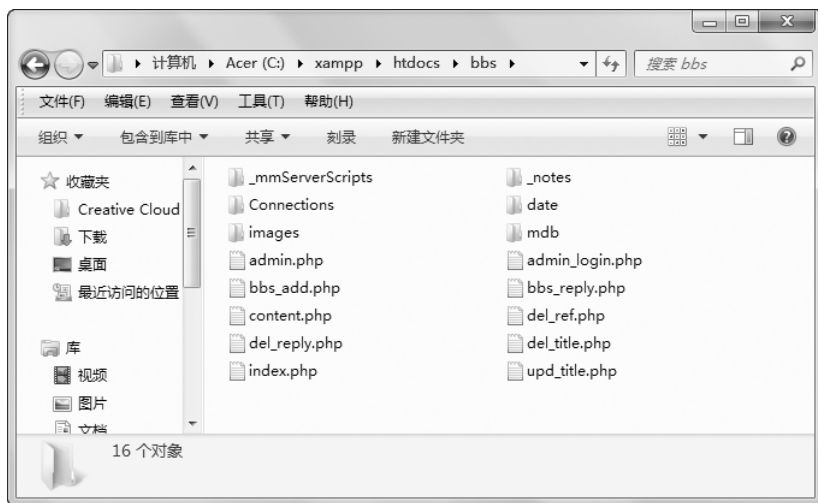 计算机 Acer (C:) xampp htdocs bbs 搜索 bbs
文件(F) 编辑(E) 查看(V) 工具(T) 帮助(H)
组织 包含到库中 共享 刻录 新建文件夹
收藏夹
Creative Cloud
下载
桌面
最近访问的位置
库
视频
图片
文档
_mmServerScripts _notes
Connections date
images mdb
admin.php admin_login.php
bbs_add.php bbs_reply.php
content.php del_ref.php
del_reply.php del_title.php
index.php upd_title.php
16 个对象